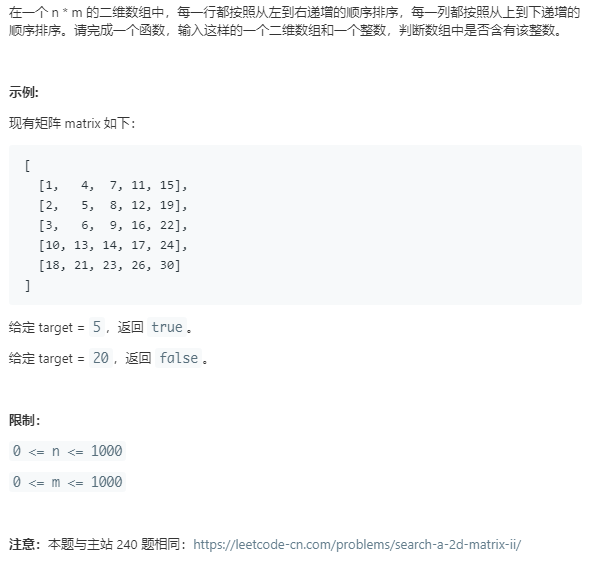 在一个 n * m 的二维数组中，每一行都按照从左到右递增的顺序排序，每一列都按照从上到下递增的
顺序排序。请完成一个函数，输入这样的一个二维数组和一个整数，判断数组中是否含有该整数。
示例:
现有矩阵 matrix 如下：
[
[1, 4, 7, 11, 15],
[2, 5, 8, 12, 19],
[3, 6, 9, 16, 22],
[10, 13, 14, 17, 24],
[18, 21, 23, 26, 30]
]
给定 target = 5，返回 true。
给定 target = 20，返回 false。
限制：
0 <= n <= 1000
0 <= m <= 1000
注意：本题与主站 240 题相同：https://leetcode-cn.com/problems/search-a-2d-matrix-ii/